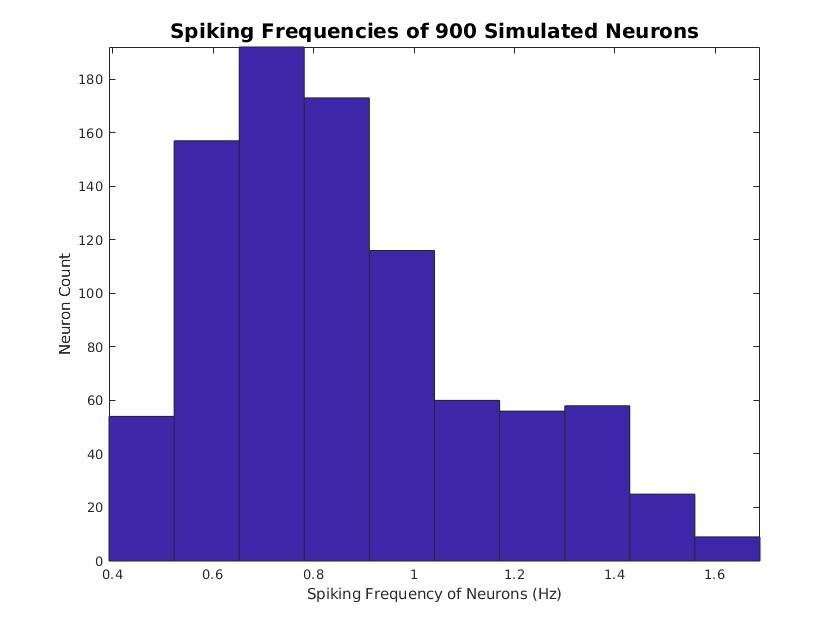 Spiking Frequencies of 900 Simulated Neurons
180
160
140
120
100
80
60
40
20
0
Neuron Count
0.4 0.6 0.8 1 1.2 1.4 1.6
Spiking Frequency of Neurons (Hz)